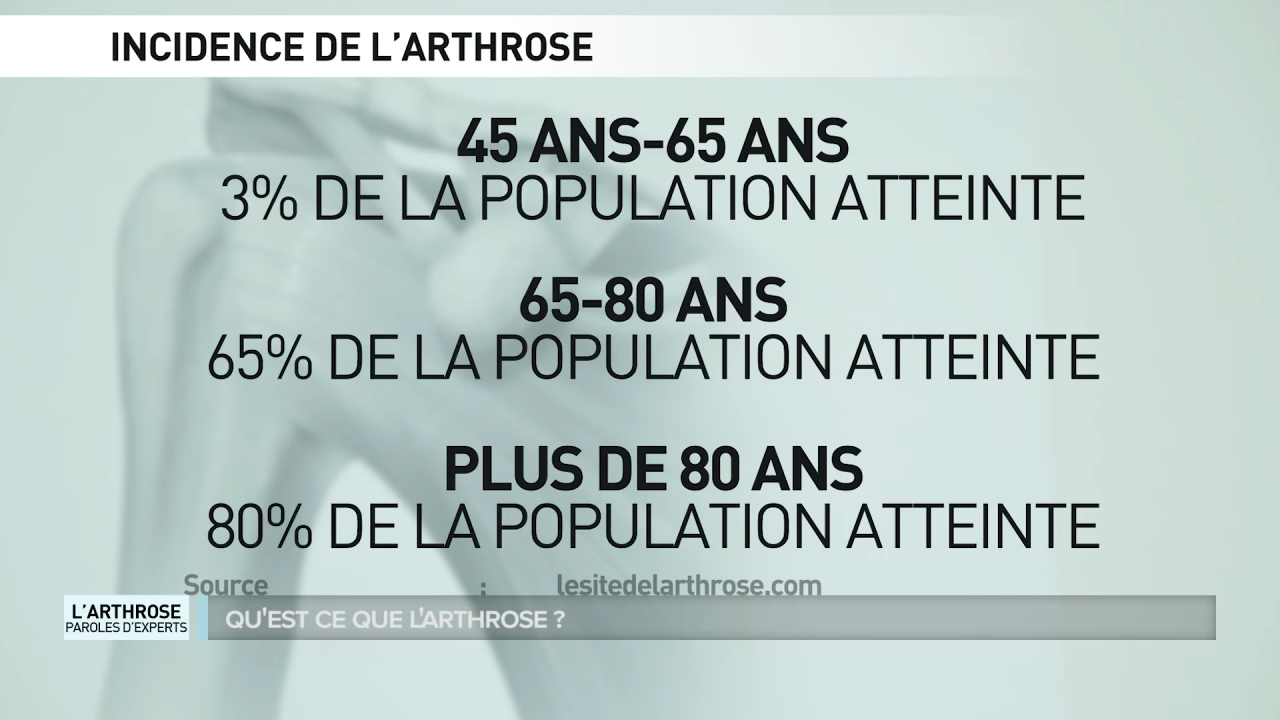 INCIDENCE DE L’ARTHROSE
45 ANS-65 ANS
3% DE LA POPULATION ATTEINTE
65-80 ANS
65% DE LA POPULATION ATTEINTE
PLUS DE 80 ANS
80% DE LA POPULATION ATTEINTE
Source : lesitedelarthrose.com
L'ARTHROSE
PAROLES D'EXPERTS
QU'EST CE QUE L'ARTHROSE ?